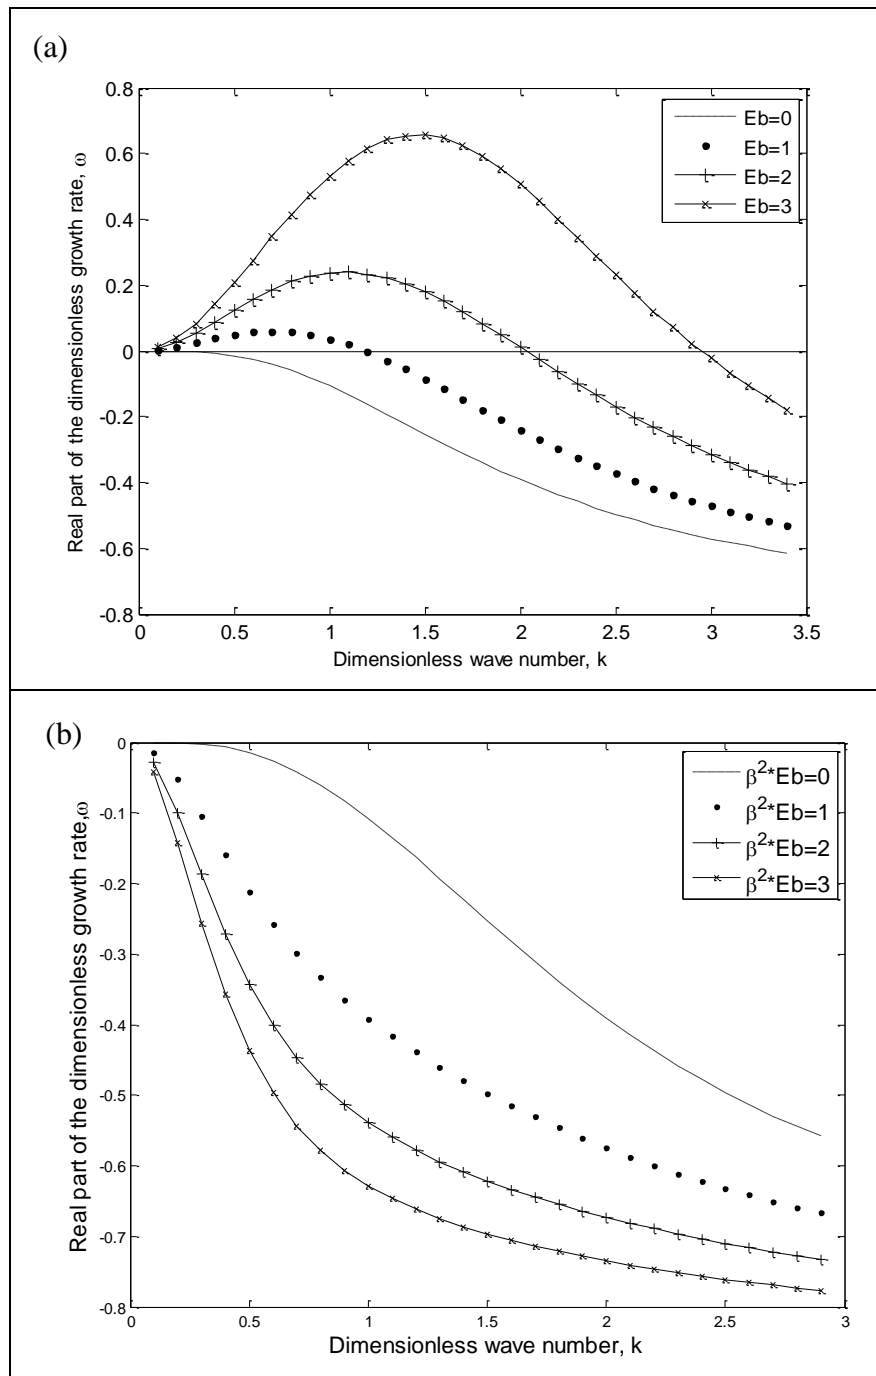 (a)
Real part of the dimensionless growth rate, ω
0.8
0.6
0.4
0.2
0
-0.2
-0.4
-0.6
-0.8
0
0.5
1
1.5
2
2.5
3
3.5
Dimensionless wave number, k
Eb=0
Eb=1
Eb=2
Eb=3
(b)
Real part of the dimensionless growth rate,ω
0
-0.1
-0.2
-0.3
-0.4
-0.5
-0.6
-0.7
-0.8
0
0.5
1
1.5
2
2.5
3
Dimensionless wave number, k
β²*Eb=0
β²*Eb=1
β²*Eb=2
β²*Eb=3